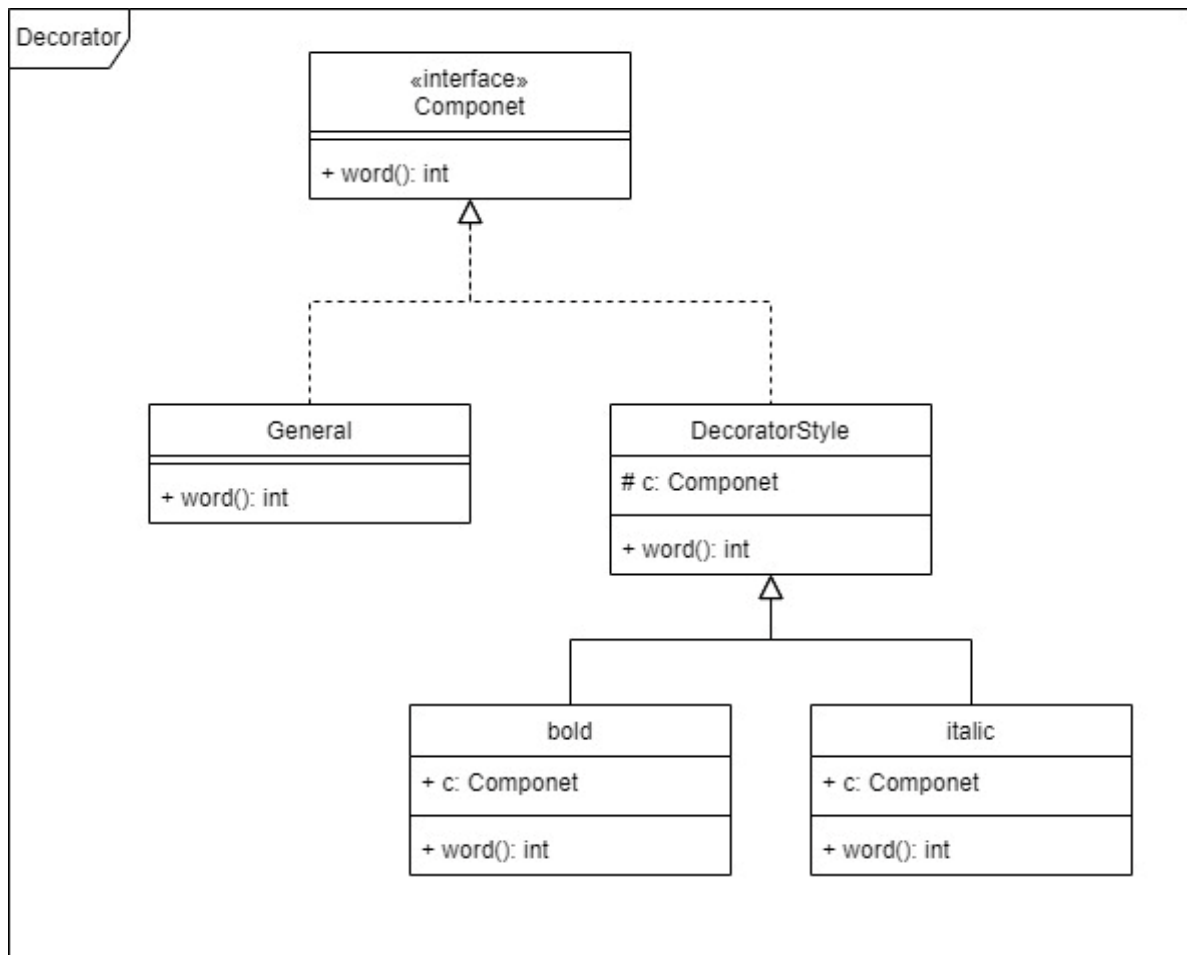 Decorator
«interface»
Componet
+ word(): int
General
+ word(): int
DecoratorStyle
# c: Componet
+ word(): int
bold
+ c: Componet
+ word(): int
italic
+ c: Componet
+ word(): int